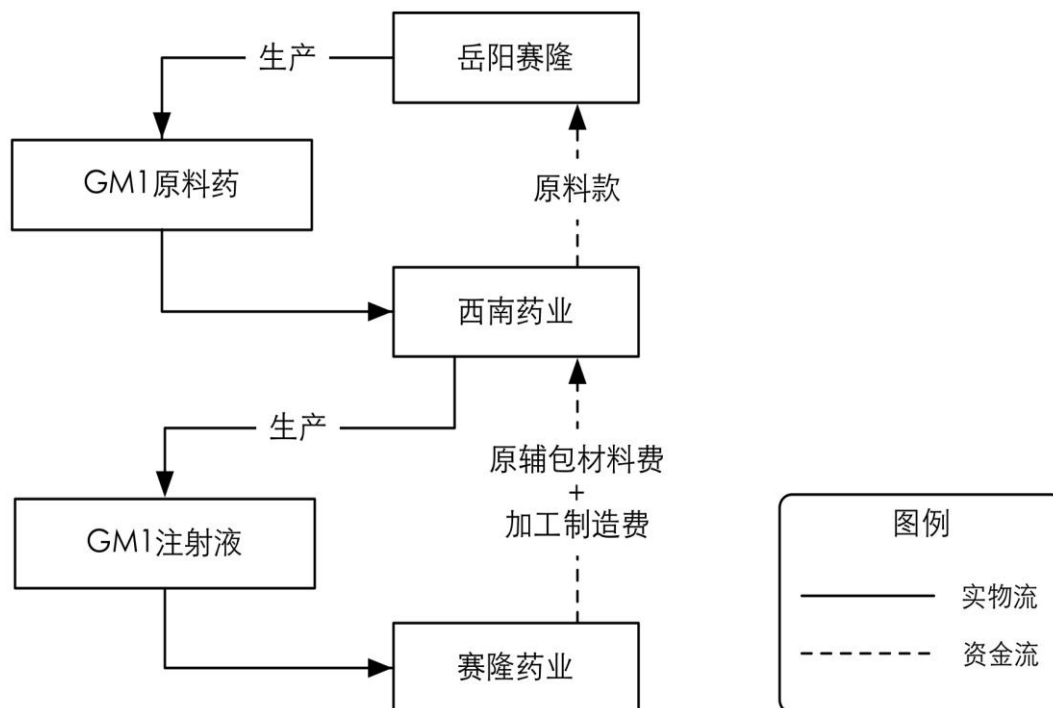 岳阳赛隆
生产
GM1原料药
原料款
西南药业
生产
原辅包材料费
+
加工制造费
GM1注射液
赛隆药业
图例
实物流
资金流